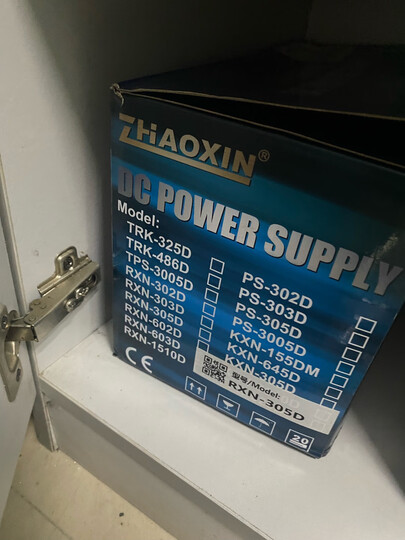 ZHAOXIN®
DC POWER SUPPLY
Model:
TRK-325D
TRK-486D
TPS-3005D
RXN-302D
RXN-303D
RXN-305D
RXN-602D
RXN-603D
RXN-1510D
PS-302D
PS-303D
PS-305D
PS-3005D
KXN-155DM
KXN-645D
KXN-305D
CE
型号/Model:
RXN-305D
20